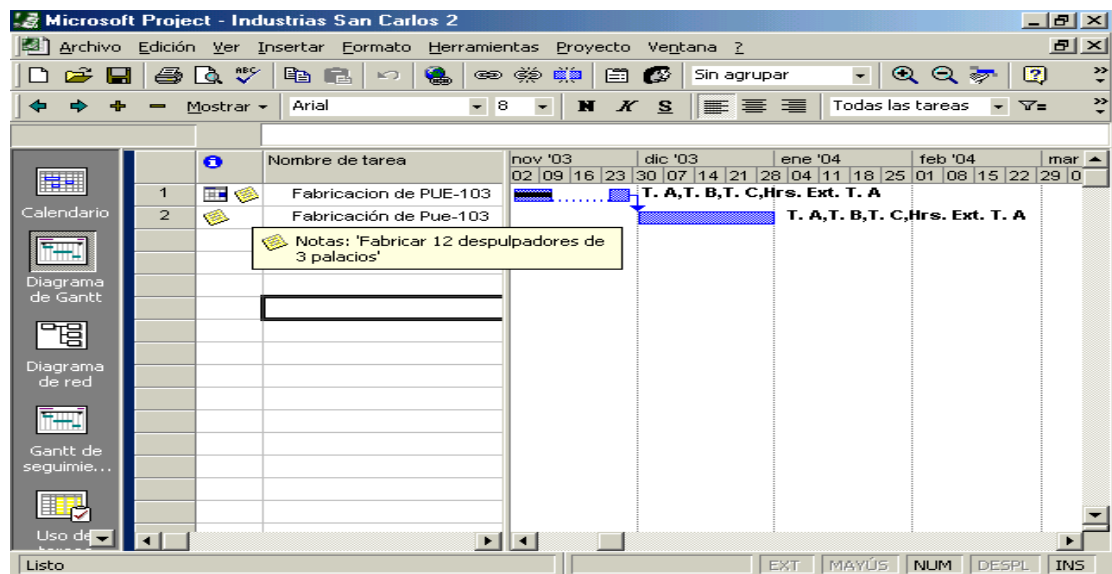 Microsoft Project - Industrias San Carlos 2
Archivo Edición Ver Insertar Formato Herramientas Proyecto Ventana ?
Sin agrupar
Mostrar Arial 8 N K S Todas las tareas
Nombre de tarea nov '03 dic '03 ene '04 feb '04 mar
02 09 16 23 30 07 14 21 28 04 11 18 25 01 08 15 22 29 0
Calendario
1 Fabricacion de PUE-103 T. A,T. B,T. C,Hrs. Ext. T. A
2 Fabricación de Pue-103 T. A,T. B,T. C,Hrs. Ext. T. A
Notas: 'Fabricar 12 despulpadores de
3 palacios'
Diagrama
de Gantt
Diagrama
de red
Gantt de
seguimie...
Uso de
Listo EXT MAYÚS NUM DESPL INS